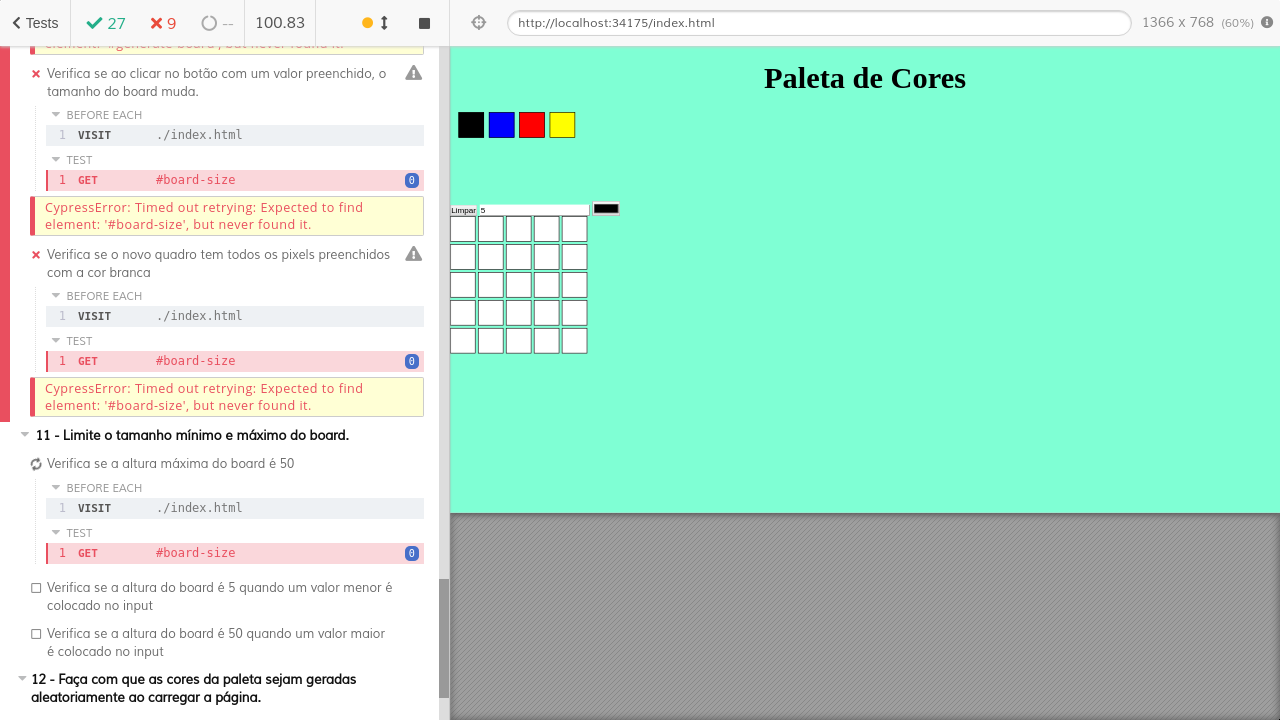 Tests
27
9
--
100.83
http://localhost:34175/index.html
1366 x 768 (60%)
element: '#generate-board', but never found it.
Verifica se ao clicar no botão com um valor preenchido, o
tamanho do board muda.
BEFORE EACH
1 VISIT ./index.html
TEST
1 GET #board-size 0
CypressError: Timed out retrying: Expected to find
element: '#board-size', but never found it.
Verifica se o novo quadro tem todos os pixels preenchidos
com a cor branca
BEFORE EACH
1 VISIT ./index.html
TEST
1 GET #board-size 0
CypressError: Timed out retrying: Expected to find
element: '#board-size', but never found it.
11 - Limite o tamanho mínimo e máximo do board.
Verifica se a altura máxima do board é 50
BEFORE EACH
1 VISIT ./index.html
TEST
1 GET #board-size 0
Verifica se a altura do board é 5 quando um valor menor é
colocado no input
Verifica se a altura do board é 50 quando um valor maior
é colocado no input
12 - Faça com que as cores da paleta sejam geradas
aleatoriamente ao carregar a página.
Paleta de Cores
Limpar 5